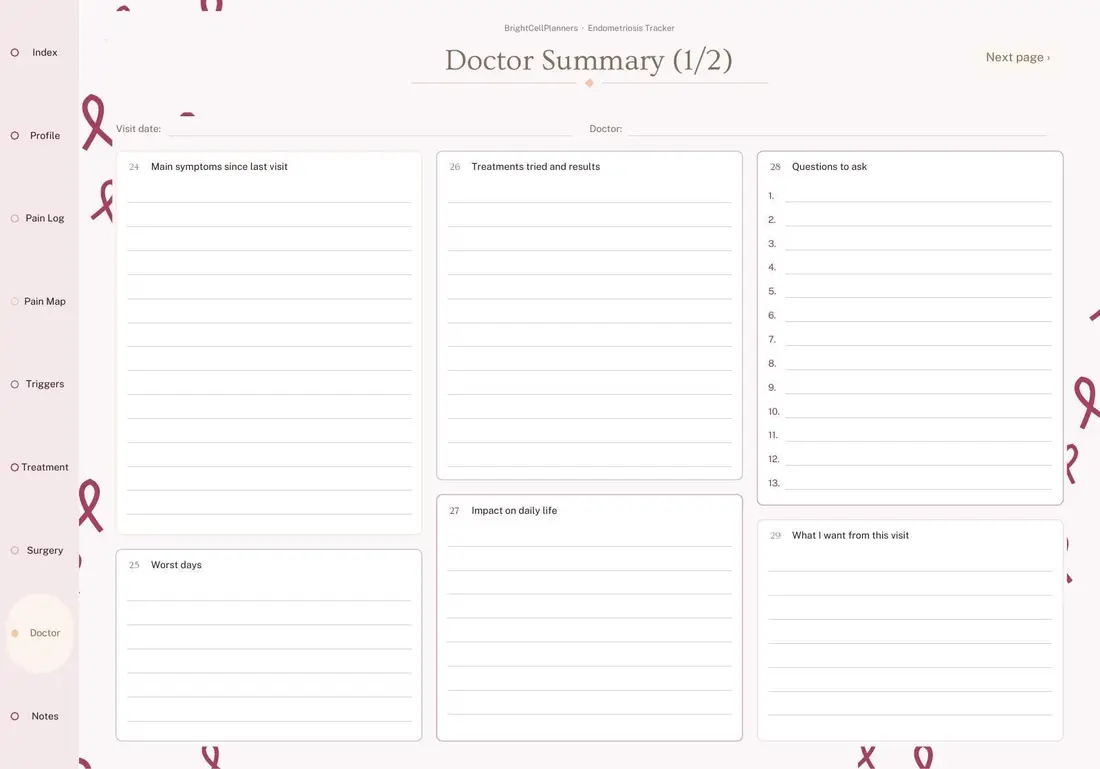 BrightCellPlanners · Endometriosis Tracker
Doctor Summary (1/2)
Next page ›
Index
Profile
Pain Log
Pain Map
Triggers
Treatment
Surgery
Doctor
Notes
Visit date:
Doctor:
24 Main symptoms since last visit
25 Worst days
26 Treatments tried and results
27 Impact on daily life
28 Questions to ask
1.
2.
3.
4.
5.
6.
7.
8.
9.
10.
11.
12.
13.
29 What I want from this visit